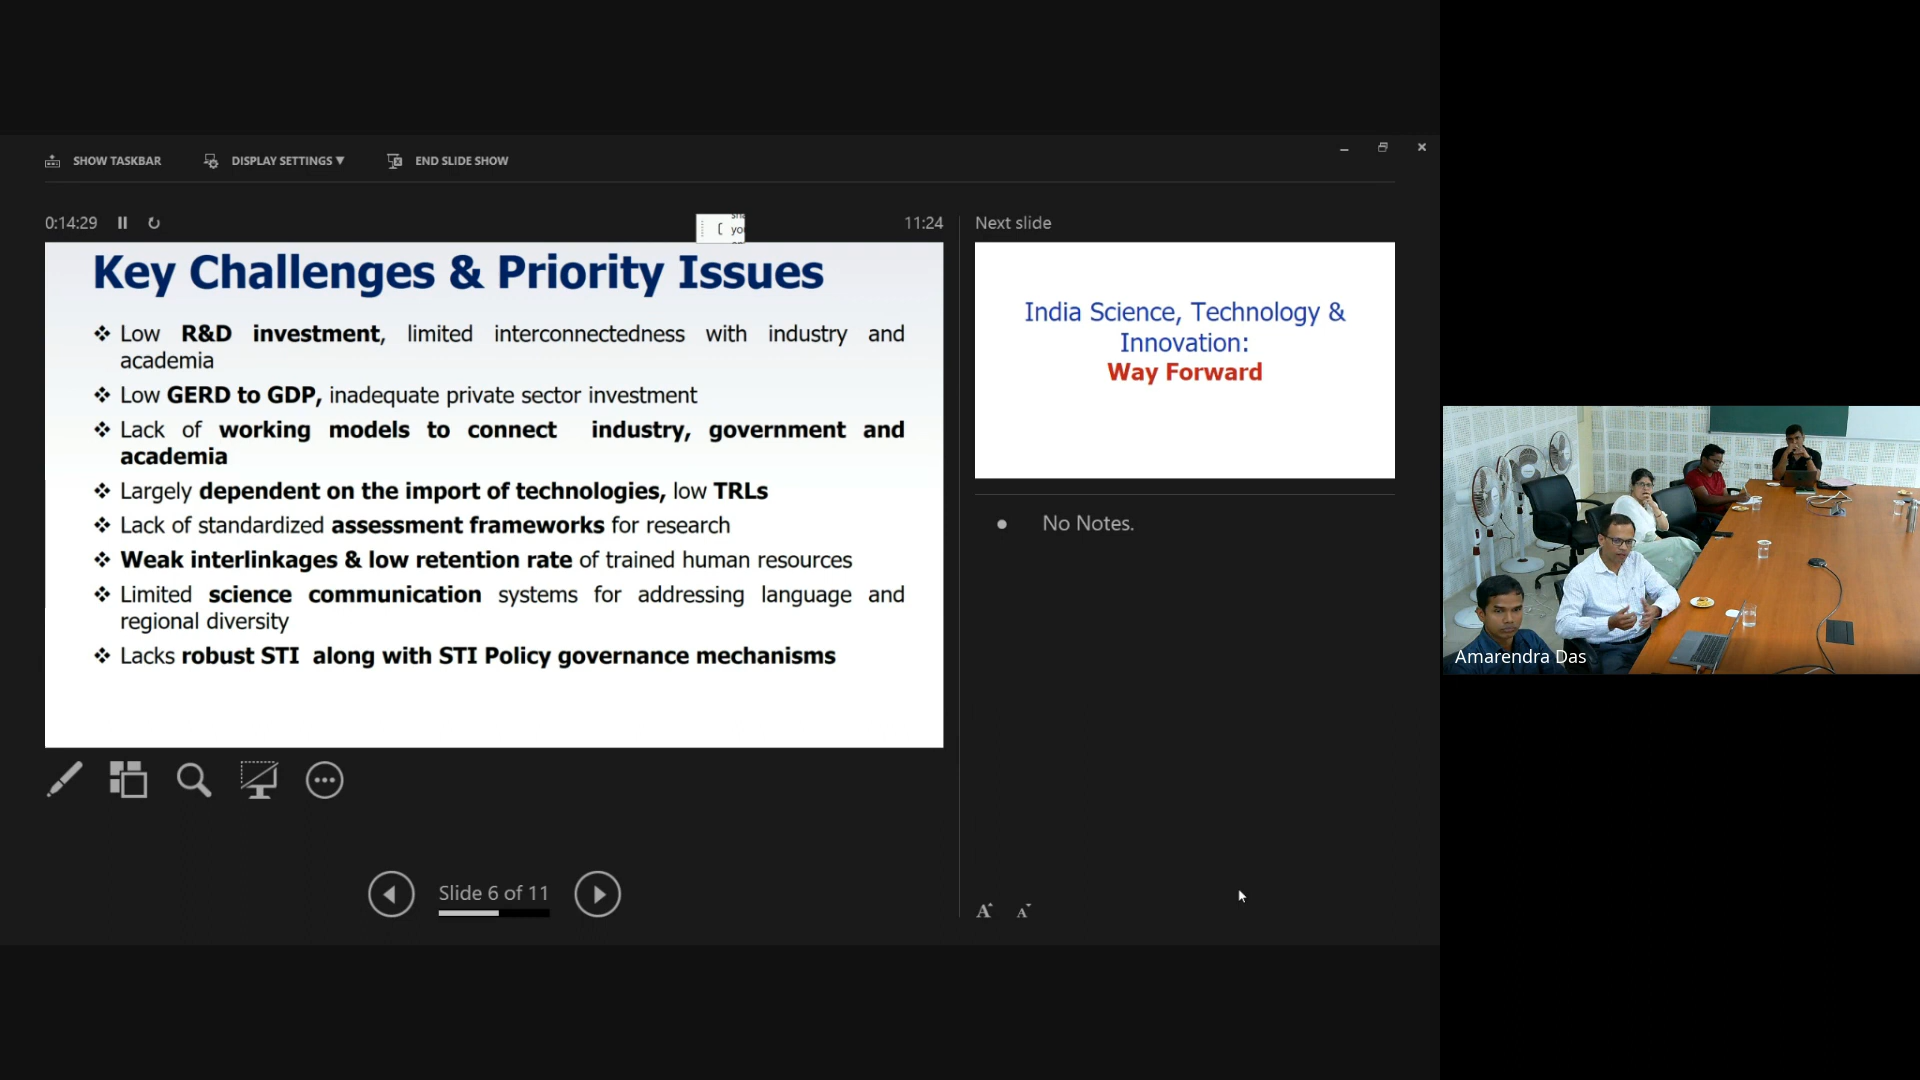 SHOW TASKBAR
DISPLAY SETTINGS ▼
END SLIDE SHOW
0:14:29
11:24
Key Challenges & Priority Issues
❖ Low R&D investment, limited interconnectedness with industry and
academia
❖ Low GERD to GDP, inadequate private sector investment
❖ Lack of working models to connect industry, government and
academia
❖ Largely dependent on the import of technologies, low TRLs
❖ Lack of standardized assessment frameworks for research
❖ Weak interlinkages & low retention rate of trained human resources
❖ Limited science communication systems for addressing language and
regional diversity
❖ Lacks robust STI along with STI Policy governance mechanisms
Slide 6 of 11
Next slide
India Science, Technology &
Innovation:
Way Forward
• No Notes.
A A
Amarendra Das